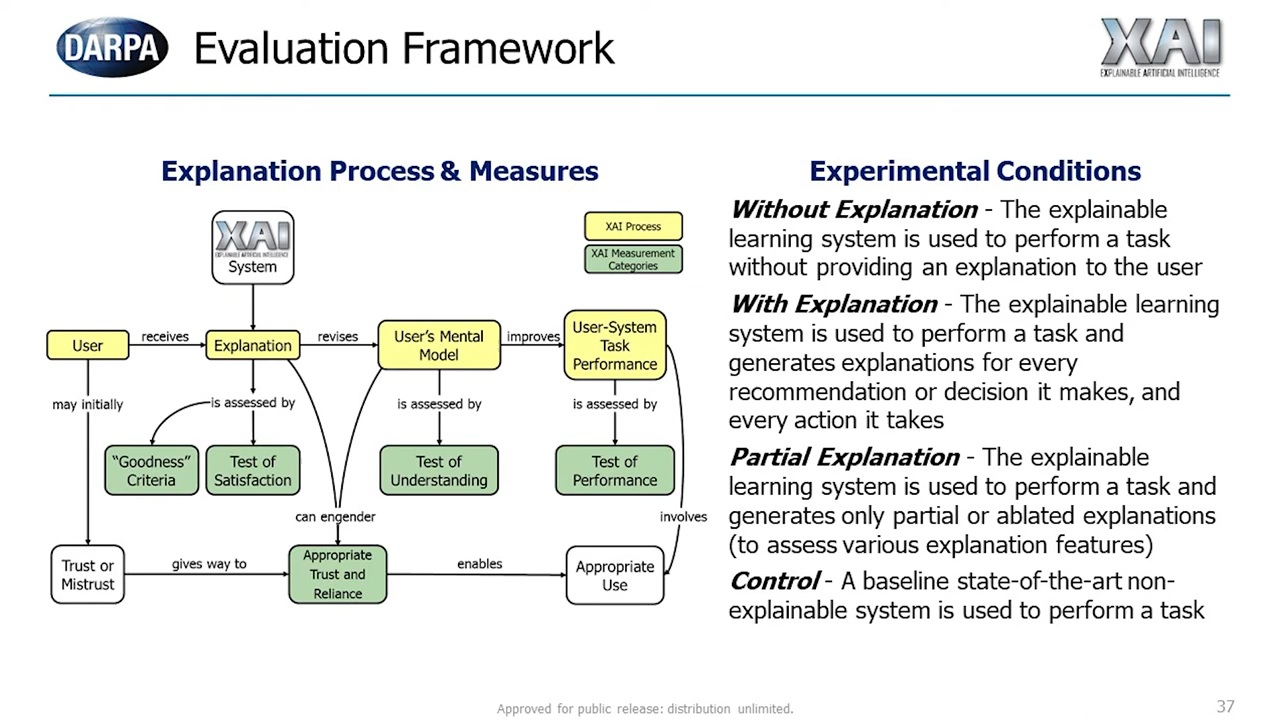 DARPA
Evaluation Framework
XAI
EXPLAINABLE ARTIFICIAL INTELLIGENCE
Explanation Process & Measures
XAI
EXPLAINABLE ARTIFICIAL INTELLIGENCE
System
XAI Process
XAI Measurement
Categories
User
receives
Explanation
revises
User's Mental
Model
improves
User-System
Task
Performance
may initially
is assessed by
is assessed by
is assessed by
"Goodness"
Criteria
Test of
Satisfaction
Test of
Understanding
Test of
Performance
can engender
involves
Trust or
Mistrust
gives way to
Appropriate
Trust and
Reliance
enables
Appropriate
Use
Experimental Conditions
Without Explanation - The explainable
learning system is used to perform a task
without providing an explanation to the user
With Explanation - The explainable learning
system is used to perform a task and
generates explanations for every
recommendation or decision it makes, and
every action it takes
Partial Explanation - The explainable
learning system is used to perform a task and
generates only partial or ablated explanations
(to assess various explanation features)
Control - A baseline state-of-the-art non-
explainable system is used to perform a task
Approved for public release: distribution unlimited.
37